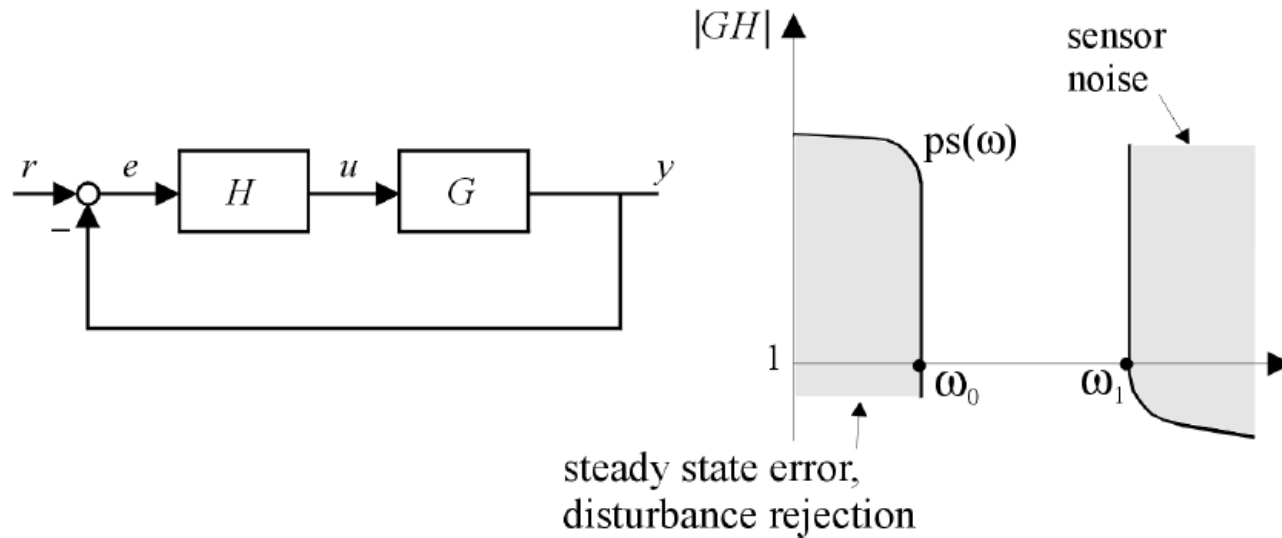 r
e
H
u
G
y
−
|GH|
sensor
noise
ps(ω)
1
ω₀
ω₁
steady state error,
disturbance rejection